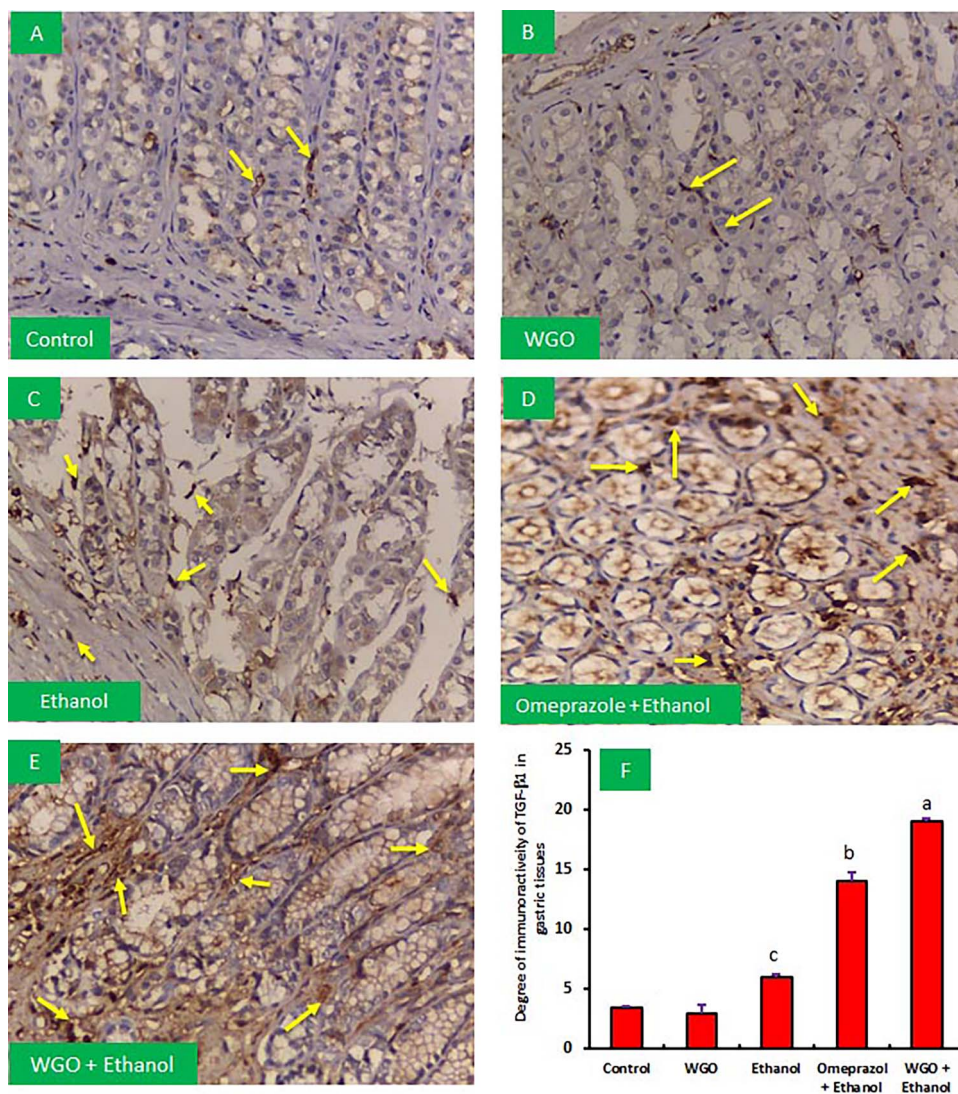 A
Control
B
WGO
C
Ethanol
D
Omeprazole +Ethanol
E
WGO + Ethanol
F
Degree of immunoractiveity of TGF-β1 in
gastric tissues
25
20
15
10
5
0
c
b
a
Control
WGO
Ethanol
Omeprazol
+ Ethanol
WGO +
Ethanol